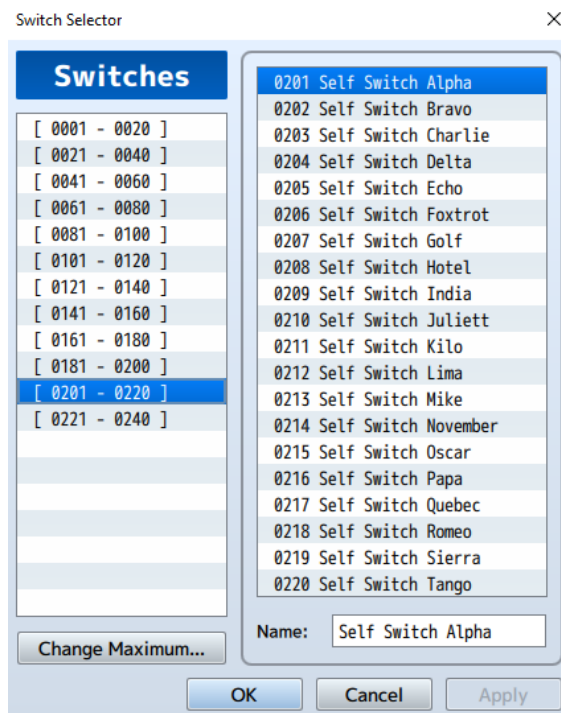 Switch Selector
Switches
[ 0001 - 0020 ]
[ 0021 - 0040 ]
[ 0041 - 0060 ]
[ 0061 - 0080 ]
[ 0081 - 0100 ]
[ 0101 - 0120 ]
[ 0121 - 0140 ]
[ 0141 - 0160 ]
[ 0161 - 0180 ]
[ 0181 - 0200 ]
[ 0201 - 0220 ]
[ 0221 - 0240 ]
Change Maximum...
0201 Self Switch Alpha
0202 Self Switch Bravo
0203 Self Switch Charlie
0204 Self Switch Delta
0205 Self Switch Echo
0206 Self Switch Foxtrot
0207 Self Switch Golf
0208 Self Switch Hotel
0209 Self Switch India
0210 Self Switch Juliett
0211 Self Switch Kilo
0212 Self Switch Lima
0213 Self Switch Mike
0214 Self Switch November
0215 Self Switch Oscar
0216 Self Switch Papa
0217 Self Switch Quebec
0218 Self Switch Romeo
0219 Self Switch Sierra
0220 Self Switch Tango
Name: Self Switch Alpha
OK Cancel Apply